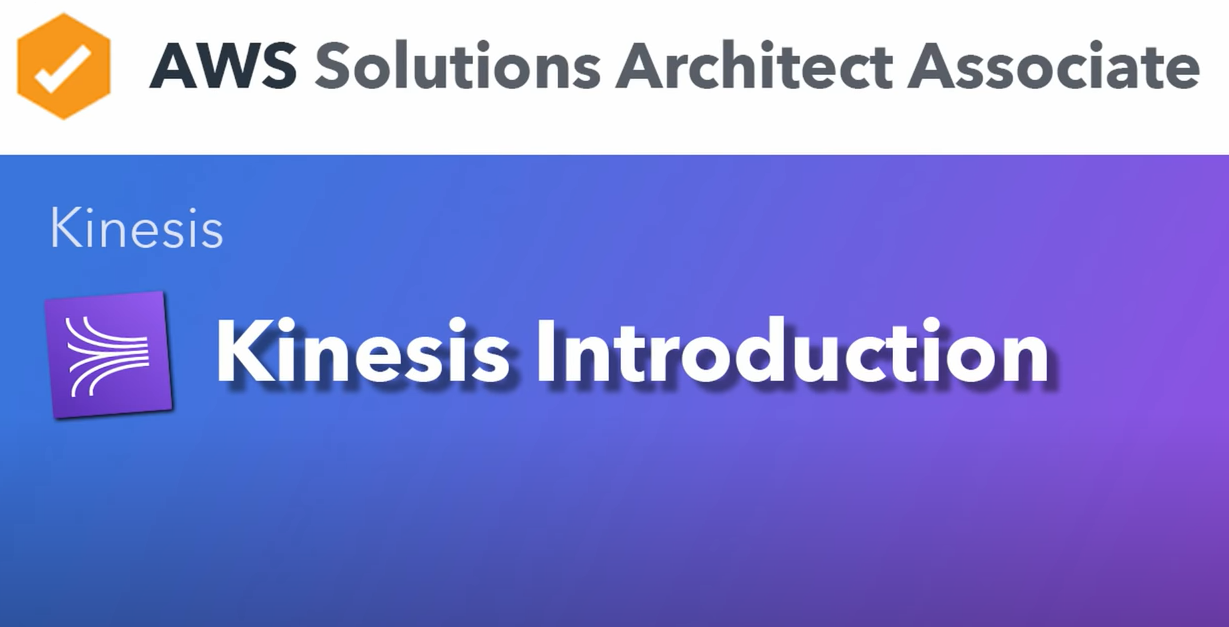 AWS Solutions Architect Associate
Kinesis
Kinesis Introduction